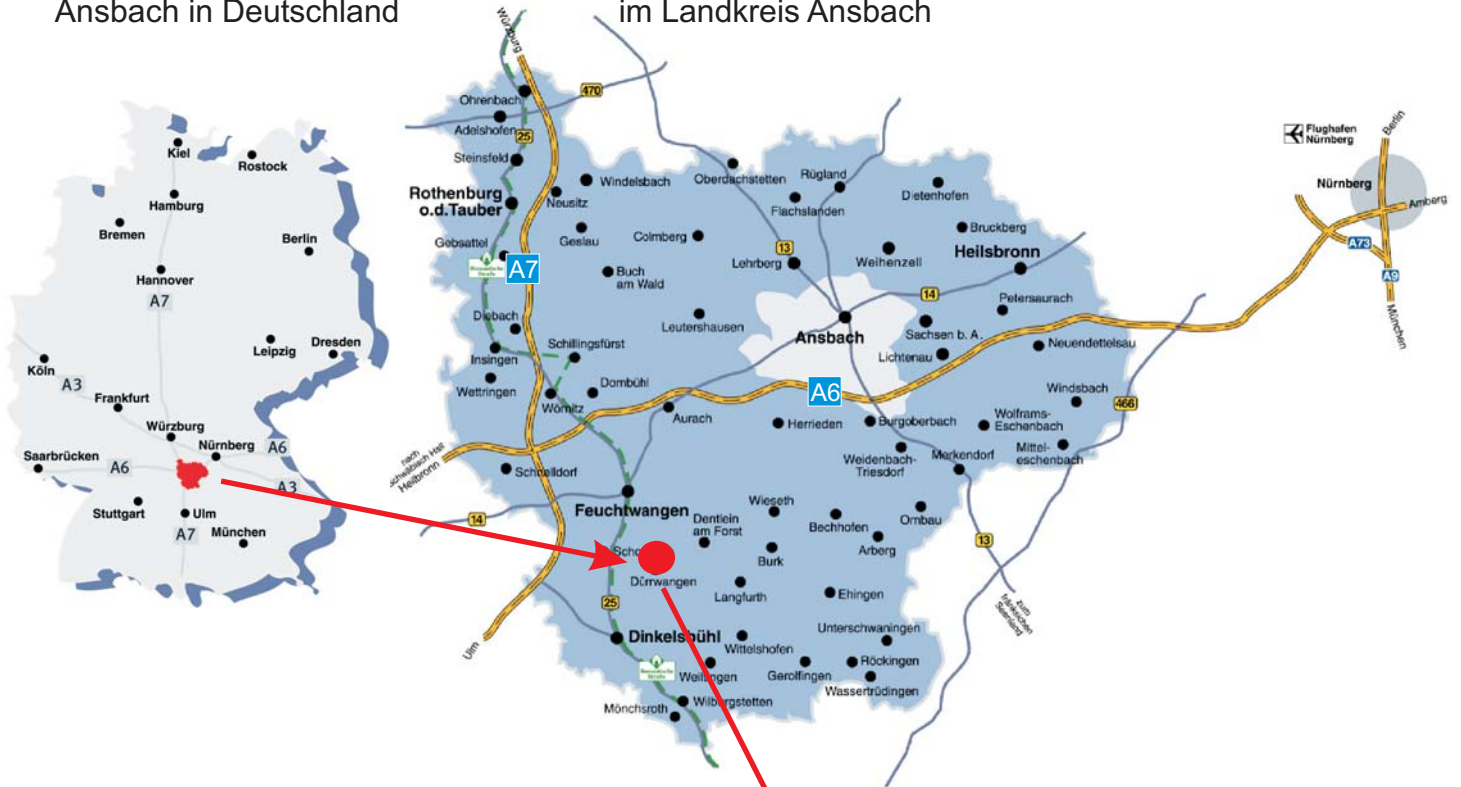 Ansbach in Deutschland
im Landkreis Ansbach
Kiel
Rostock
Hamburg
Bremen
Berlin
Hannover
A7
Leipzig
Dresden
Köln
A3
Frankfurt
Würzburg
Nürnberg
A6
Saarbrücken
A6
A3
Stuttgart
Ulm
A7
München
Würzburg
Ohrenbach
470
Adelshofen
25
Steinsfeld
Rothenburg
o.d.Tauber
Neusitz
Windelsbach
Oberdachstetten
Rügland
Flachslanden
Dietenhofen
Gebsattel
Geslau
Colmberg
13
Bruckberg
Lehrberg
Weihenzell
Heilsbronn
A7
Buch
am Wald
14
Petersaurach
Diebach
Leutershausen
Ansbach
Sachsen b. A.
Neuendettelsau
Lichtenau
Insingen
Schillingsfürst
Wettringen
Dombühl
Wörnitz
A6
Windsbach
466
Aurach
Herrieden
Burgoberbach
Wolframs-
Eschenbach
Mittel-
eschenbach
Weidenbach-
Triesdorf
Merkendorf
nach
Schwäbisch Hall
Heilbronn
Schnelldorf
14
Feuchtwangen
Wieseth
Dentlein
am Forst
Bechhofen
Ornbau
Arberg
13
Burk
Dürrwangen
Langfurth
Ehingen
zum
fränkischen
Seenland
25
Dinkelsbühl
Unterschwaningen
Wittelshofen
Ulm
Röckingen
Gerolfingen
Wassertrüdingen
Wilburgstetten
Mönchsroth
Flughafen
Nürnberg
Berlin
Nürnberg
Amberg
A73
A9
München